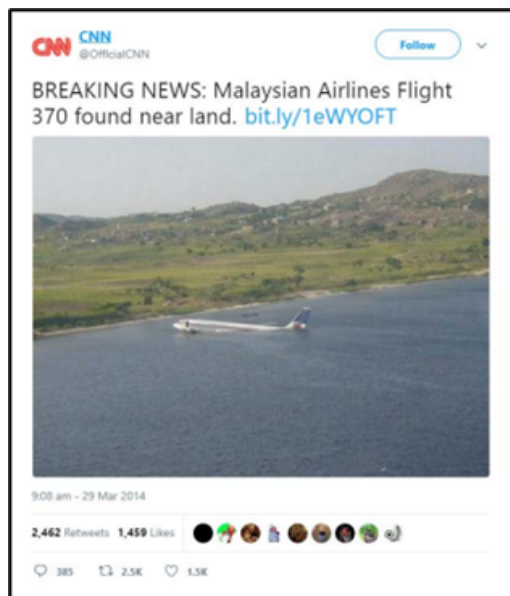 CNN CNN
@OfficialCNN
Follow
BREAKING NEWS: Malaysian Airlines Flight
370 found near land. bit.ly/1eWYOFT
9:08 am - 29 Mar 2014
2,462 Retweets 1,459 Likes
385 2.5K 1.5K